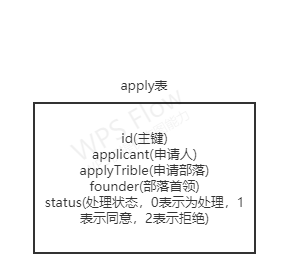 apply表
id(主键)
applicant(申请人)
applyTrible(申请部落)
founder(部落首领)
status(处理状态，0表示为处理，1
表示同意，2表示拒绝)
WPS Flow